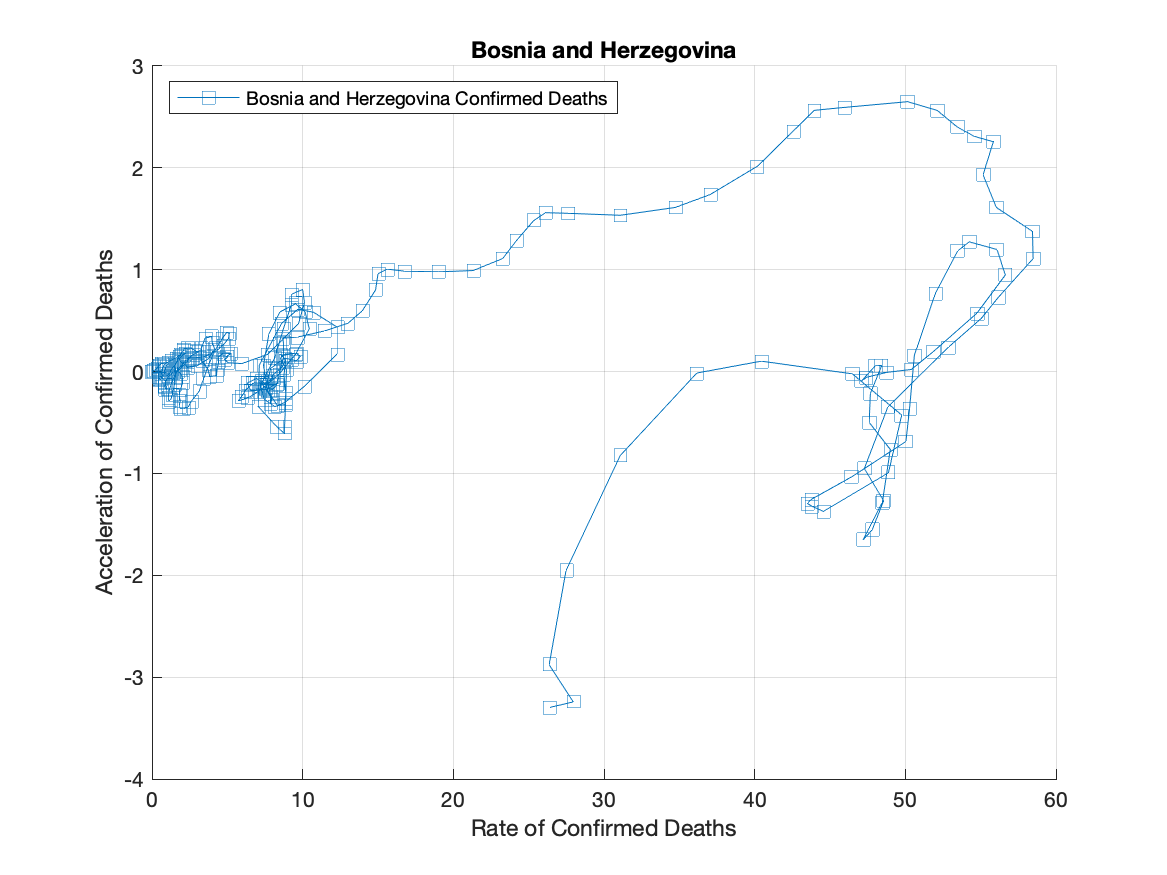 Bosnia and Herzegovina
Bosnia and Herzegovina Confirmed Deaths
Acceleration of Confirmed Deaths
3
2
1
0
-1
-2
-3
-4
0 10 20 30 40 50 60
Rate of Confirmed Deaths